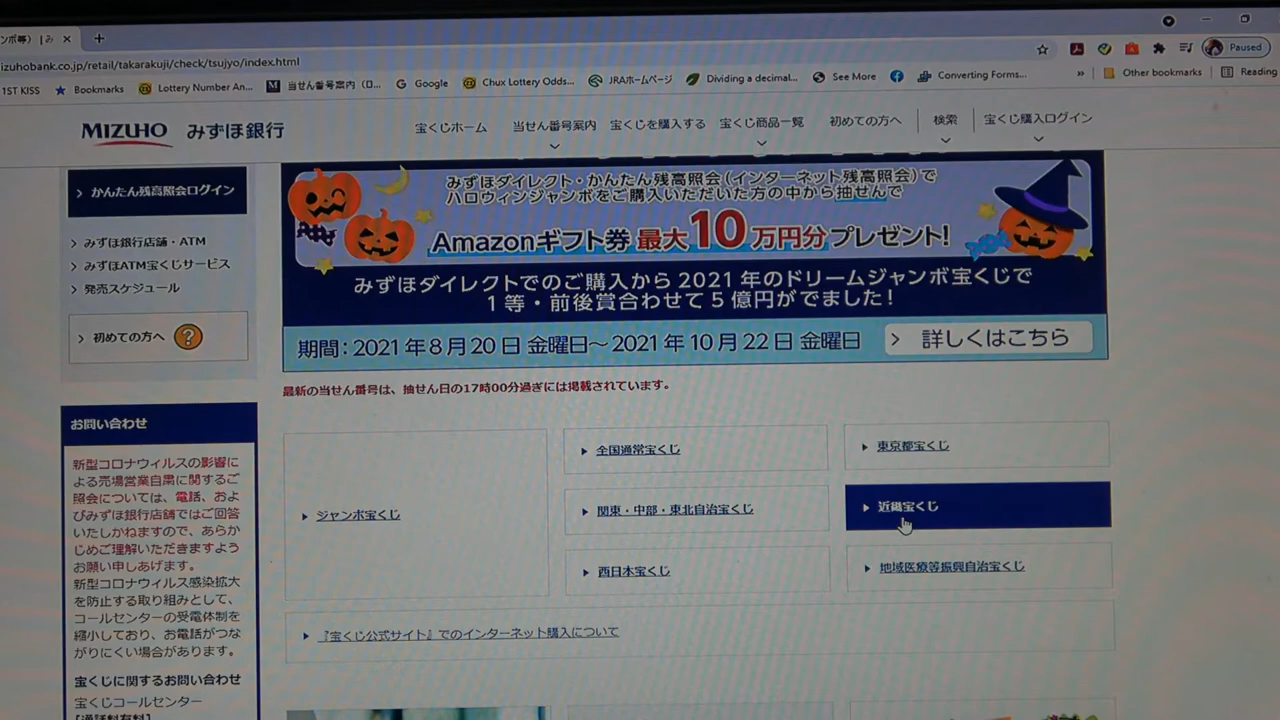 ンボ等) | み
Paused
izuhobank.co.jp/retail/takarakuji/check/tsujyo/index.html
1ST KISS
Bookmarks
Lottery Number An...
当せん番号案内 (ロ...
Google
Chux Lottery Odds...
JRAホームページ
Dividing a decimal...
See More
Converting Forms...
»
Other bookmarks
Reading
MIZUHO みずほ銀行
宝くじホーム
当せん番号案内
宝くじを購入する
宝くじ商品一覧
初めての方へ
検索
宝くじ購入ログイン
かんたん残高照会ログイン
みずほ銀行店舗・ATM
みずほATM宝くじサービス
発売スケジュール
初めての方へ ?
みずほダイレクト・かんたん残高照会(インターネット残高照会)で
ハロウィンジャンボをご購入いただいた方の中から抽せんで
Amazonギフト券 最大10万円分プレゼント!
みずほダイレクトでのご購入から2021年のドリームジャンボ宝くじで
1等・前後賞合わせて5億円がでました!
期間:2021年8月20日 金曜日~2021年10月22日 金曜日
詳しくはこちら
最新の当せん番号は、抽せん日の17時00分過ぎには掲載されています。
ジャンボ宝くじ
全国通常宝くじ
東京都宝くじ
関東・中部・東北自治宝くじ
近畿宝くじ
西日本宝くじ
地域医療等振興自治宝くじ
『宝くじ公式サイト』でのインターネット購入について
お問い合わせ
新型コロナウィルスの影響に
よる売場営業自粛に関するご
照会については、電話、およ
びみずほ銀行店舗ではご回答
いたしかねますので、あらか
じめご理解いただきますよう
お願い申しあげます。
新型コロナウィルス感染拡大
を防止する取り組みとして、
コールセンターの受電体制を
縮小しており、お電話がつな
がりにくい場合があります。
宝くじに関するお問い合わせ
宝くじコールセンター
[通話料有料]